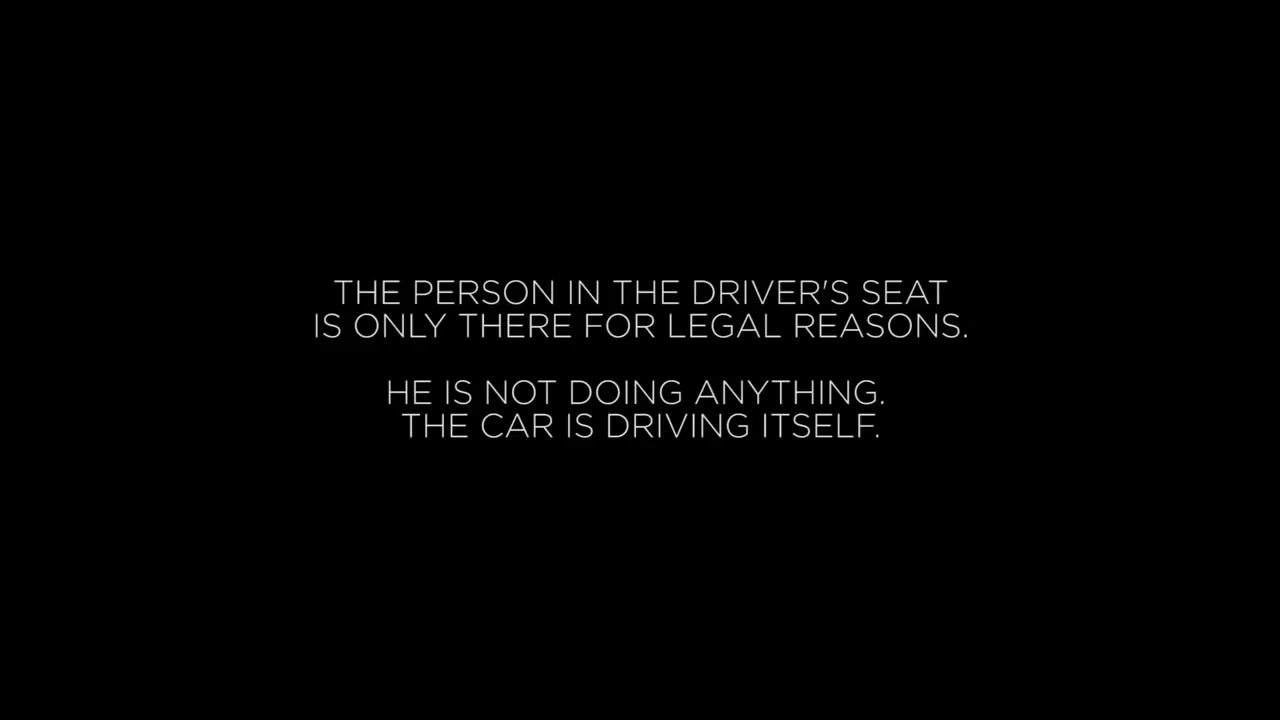 THE PERSON IN THE DRIVER'S SEAT
IS ONLY THERE FOR LEGAL REASONS.
HE IS NOT DOING ANYTHING.
THE CAR IS DRIVING ITSELF.